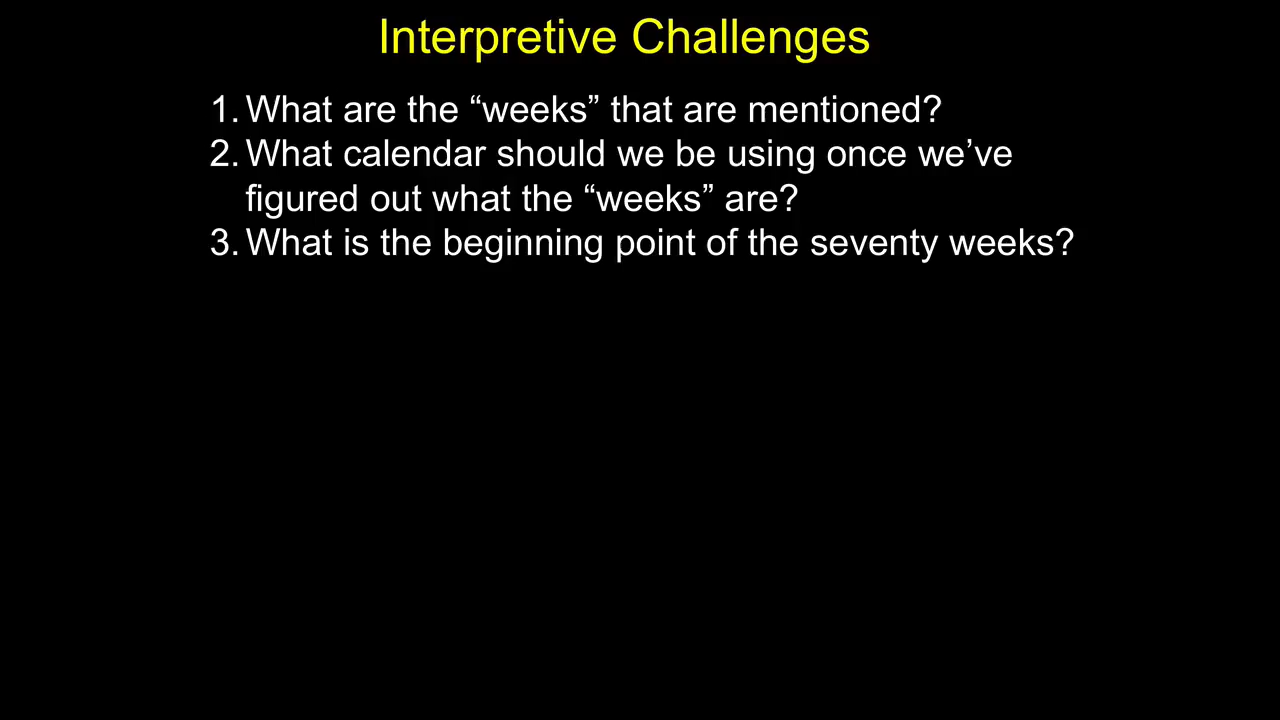 Interpretive Challenges
1. What are the “weeks” that are mentioned?
2. What calendar should we be using once we’ve
figured out what the “weeks” are?
3. What is the beginning point of the seventy weeks?